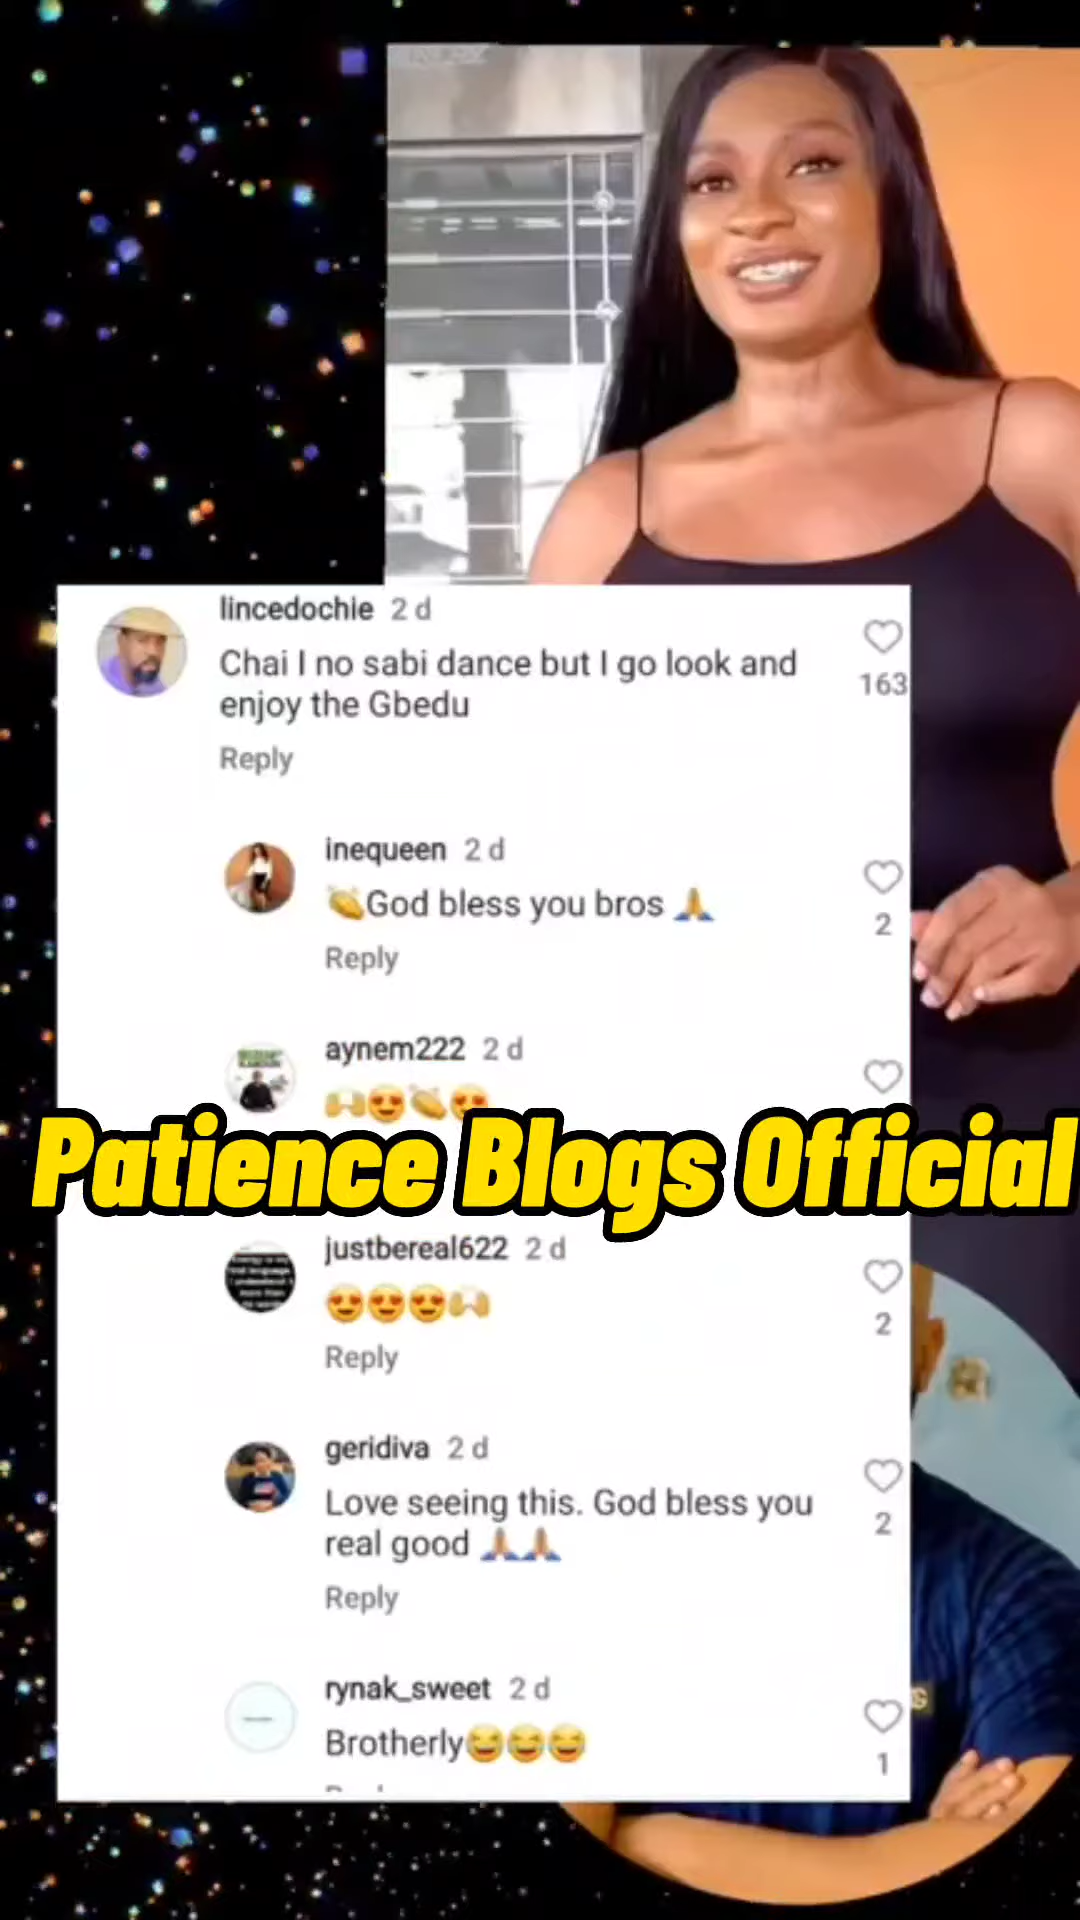 lincedochie 2 d
Chai I no sabi dance but I go look and
enjoy the Gbedu
163
Reply
inequeen 2 d
👏God bless you bros 🙏
2
Reply
aynem222 2 d
🙌😍👏😍
Patience Blogs Official
justbereal622 2 d
😍😍😍🙌
2
Reply
geridiva 2 d
Love seeing this. God bless you
real good 🙏🙏
2
Reply
rynak_sweet 2 d
Brotherly😂😂😂
1